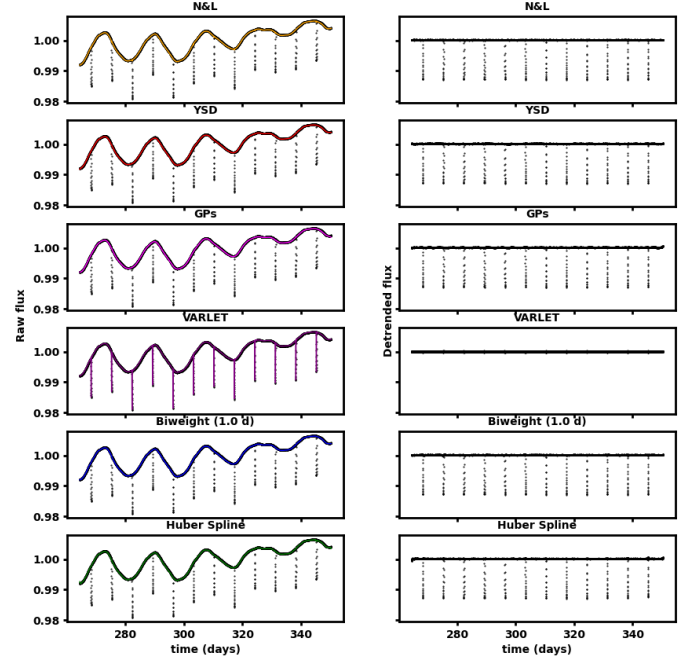 N&L
N&L
1.00
0.99
0.98
YSD
YSD
1.00
0.99
0.98
GPs
GPs
1.00
0.99
0.98
VARLET
VARLET
1.00
0.99
0.98
Biweight (1.0 d)
Biweight (1.0 d)
1.00
0.99
0.98
Huber Spline
Huber Spline
1.00
0.99
0.98
Raw flux
Detrended flux
280
300
320
340
280
300
320
340
time (days)
time (days)